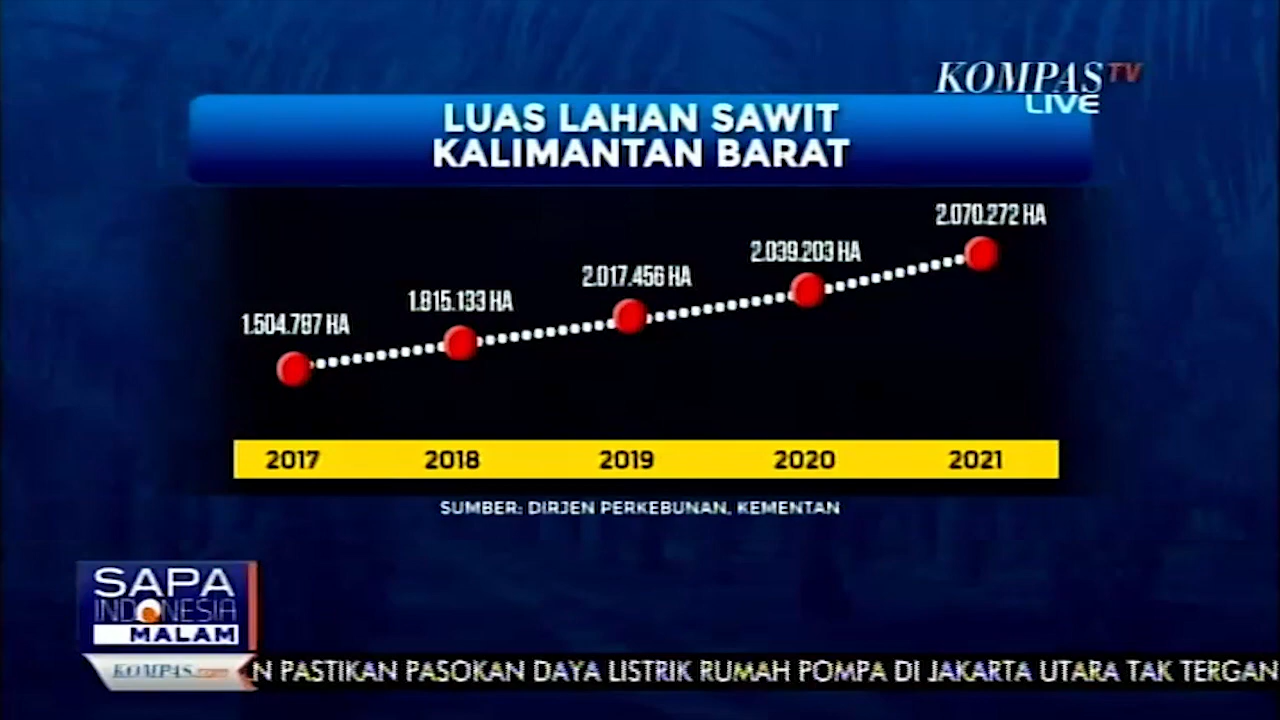 KOMPASTV
LIVE
LUAS LAHAN SAWIT
KALIMANTAN BARAT
1.504.787 HA
1.815.133 HA
2.017.456 HA
2.039.203 HA
2.070.272 HA
2017
2018
2019
2020
2021
SUMBER: DIRJEN PERKEBUNAN, KEMENTAN
SAPA
INDONESIA
MALAM
KOMPAS.com
N PASTIKAN PASOKAN DAYA LISTRIK RUMAH POMPA DI JAKARTA UTARA TAK TERGAN